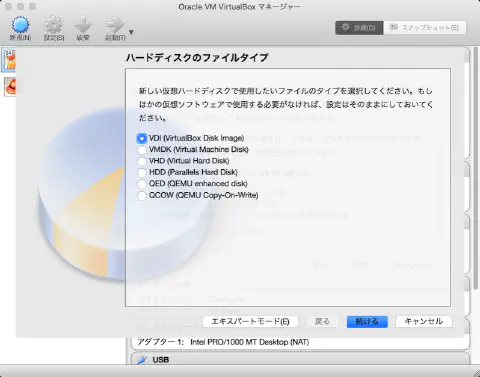 Oracle VM VirtualBox マネージャー
新規(N) 設定(S) 破棄 起動(T) 詳細(D) スナップショット(S)
ハードディスクのファイルタイプ
新しい仮想ハードディスクで使用したいファイルのタイプを選択してください。もし
ほかの仮想ソフトウェアで使用する必要がなければ、設定はそのままにしておいてく
ださい。
VDI (VirtualBox Disk Image)
VMDK (Virtual Machine Disk)
VHD (Virtual Hard Disk)
HDD (Parallels Hard Disk)
QED (QEMU enhanced disk)
QCOW (QEMU Copy-On-Write)
エキスパートモード(E) 戻る 続ける キャンセル
アダプター 1: Intel PRO/1000 MT Desktop (NAT)
USB